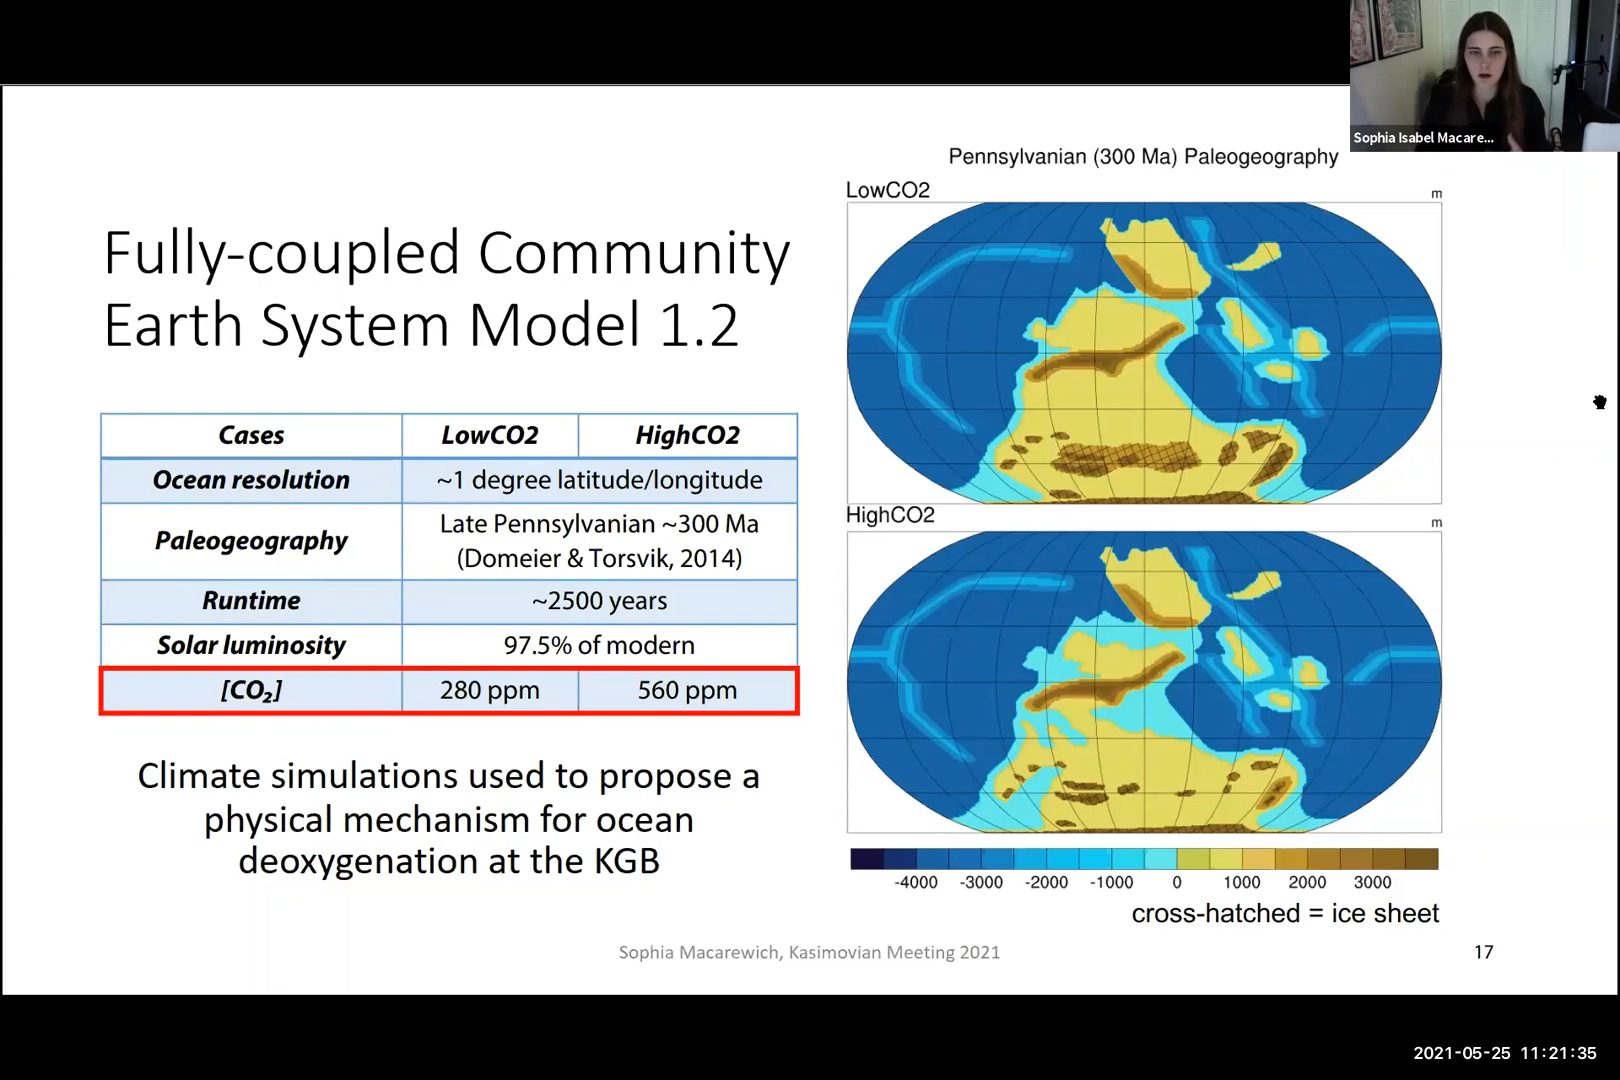 Sophia Isabel Macare...
Pennsylvanian (300 Ma) Paleogeography
LowCO2
m
Fully-coupled Community
Earth System Model 1.2
Cases LowCO2 HighCO2
Ocean resolution ~1 degree latitude/longitude
Paleogeography Late Pennsylvanian ~300 Ma
(Domeier & Torsvik, 2014)
Runtime ~2500 years
Solar luminosity 97.5% of modern
[CO₂] 280 ppm 560 ppm
Climate simulations used to propose a
physical mechanism for ocean
deoxygenation at the KGB
HighCO2
m
-4000 -3000 -2000 -1000 0 1000 2000 3000
cross-hatched = ice sheet
Sophia Macarewich, Kasimovian Meeting 2021
17
2021-05-25 11:21:35